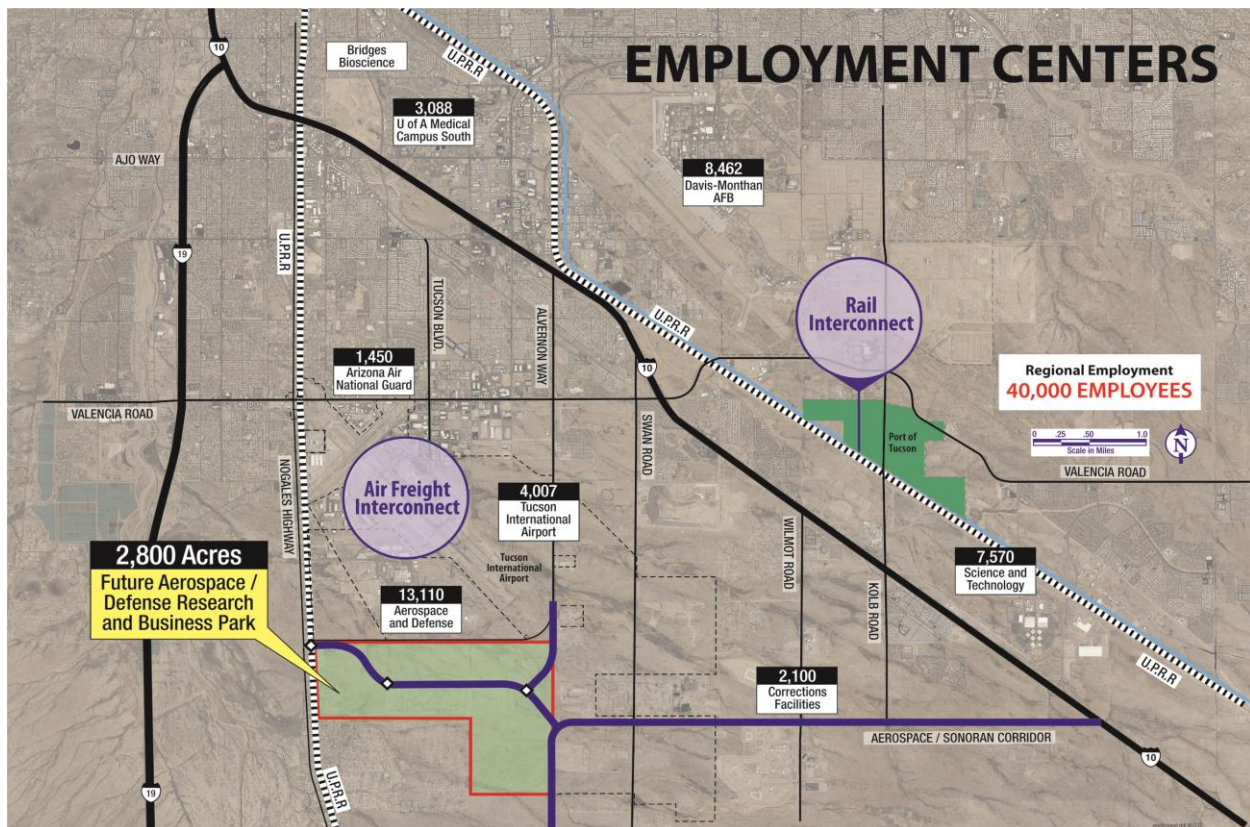 EMPLOYMENT CENTERS
10
Bridges
Bioscience
U.P.R.R
3,088
U of A Medical
Campus South
AJO WAY
8,462
Davis-Monthan
AFB
19
U.P.R.R
TUCSON BLVD.
ALVERNON WAY
Rail
Interconnect
U.P.R.R
1,450
Arizona Air
National Guard
10
Regional Employment
40,000 EMPLOYEES
VALENCIA ROAD
SWAN ROAD
Port of
Tucson
0 .25 .50 1.0
Scale in Miles
N
VALENCIA ROAD
NOGALES HIGHWAY
Air Freight
Interconnect
4,007
Tucson
International
Airport
Tucson
International
Airport
WILMOT ROAD
KOLB ROAD
7,570
Science and
Technology
2,800 Acres
Future Aerospace /
Defense Research
and Business Park
13,110
Aerospace
and Defense
U.P.R.R
2,100
Corrections
Facilities
AEROSPACE / SONORAN CORRIDOR
10
U.P.R.R
19